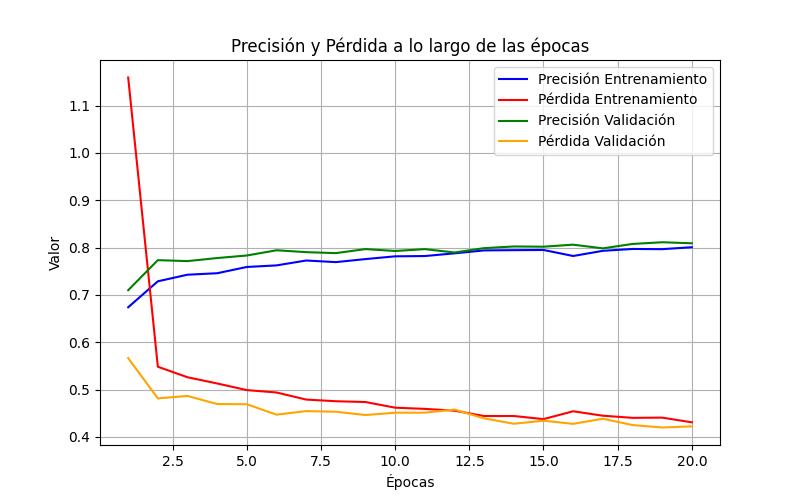 Precisión y Pérdida a lo largo de las épocas
Precisión Entrenamiento
Pérdida Entrenamiento
Precisión Validación
Pérdida Validación
1.1
1.0
0.9
0.8
0.7
0.6
0.5
0.4
Valor
2.5 5.0 7.5 10.0 12.5 15.0 17.5 20.0
Épocas